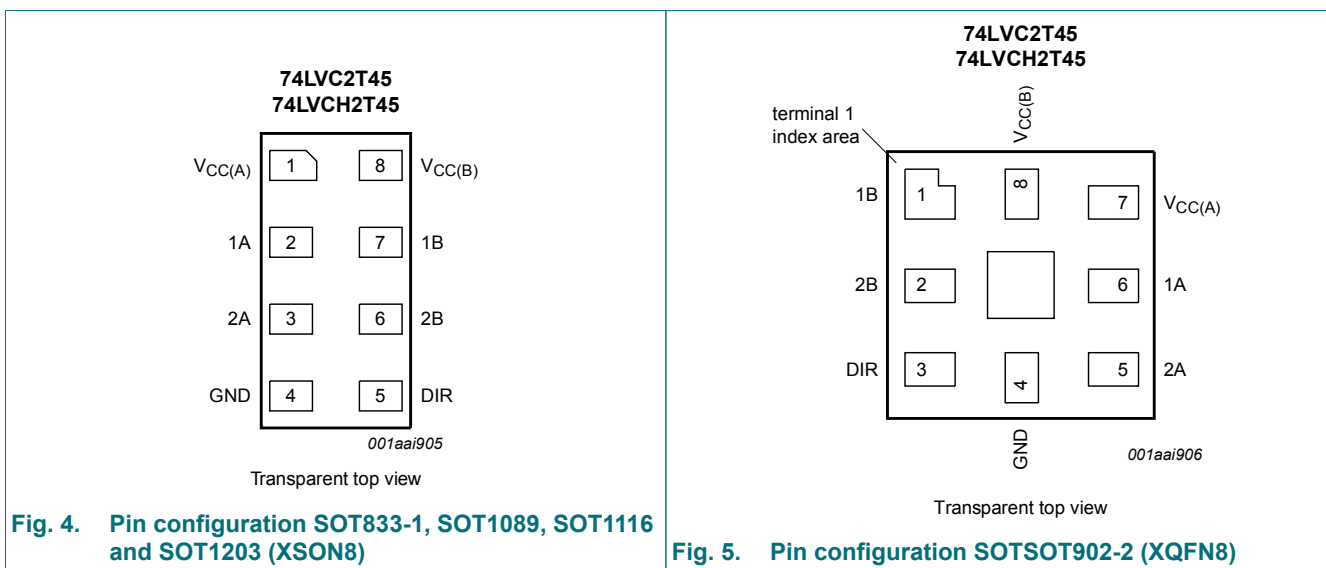 74LVC2T45
74LVCH2T45
VCC(A) 1 8 VCC(B)
1A 2 7 1B
2A 3 6 2B
GND 4 5 DIR
001aai905
Transparent top view
Fig. 4. Pin configuration SOT833-1, SOT1089, SOT1116
and SOT1203 (XSON8)
74LVC2T45
74LVCH2T45
terminal 1
index area
VCC(B)
1B 1 8 7 VCC(A)
2B 2 6 1A
DIR 3 4 5 2A
GND
001aai906
Transparent top view
Fig. 5. Pin configuration SOTSOT902-2 (XQFN8)